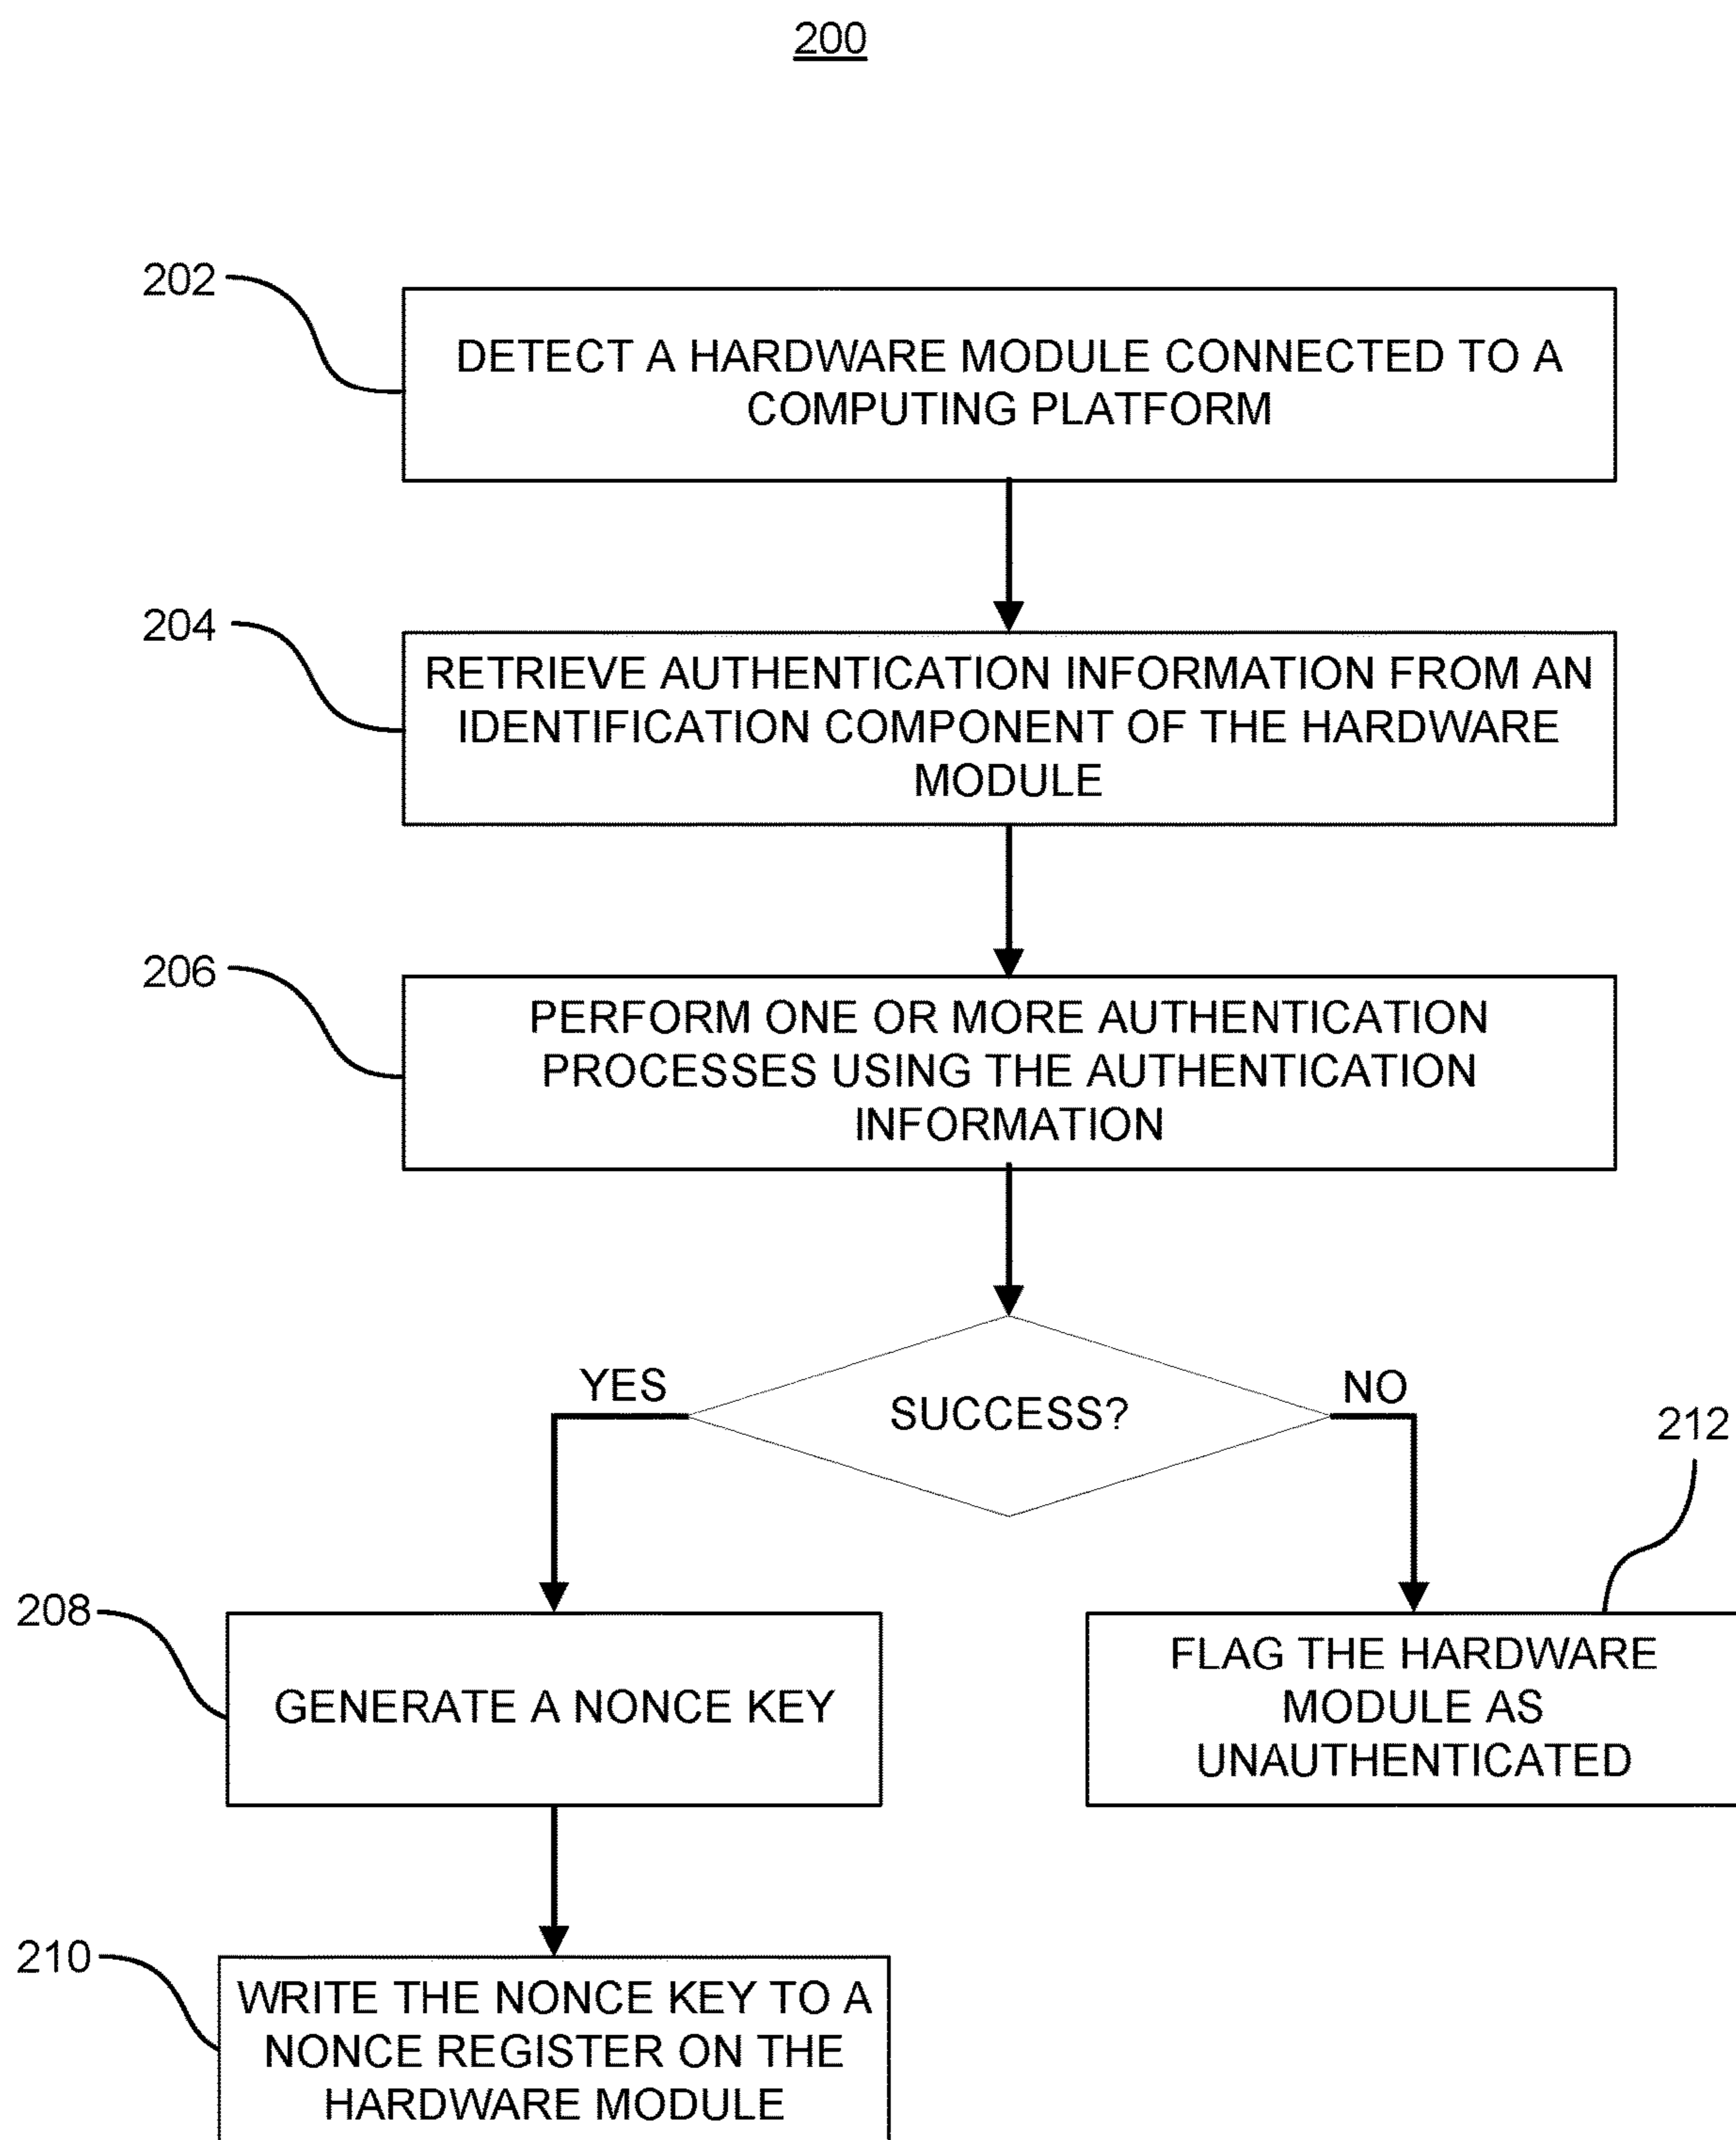 200
202
DETECT A HARDWARE MODULE CONNECTED TO A
COMPUTING PLATFORM
204
RETRIEVE AUTHENTICATION INFORMATION FROM AN
IDENTIFICATION COMPONENT OF THE HARDWARE
MODULE
206
PERFORM ONE OR MORE AUTHENTICATION
PROCESSES USING THE AUTHENTICATION
INFORMATION
YES
SUCCESS?
NO
212
208
GENERATE A NONCE KEY
FLAG THE HARDWARE
MODULE AS
UNAUTHENTICATED
210
WRITE THE NONCE KEY TO A
NONCE REGISTER ON THE
HARDWARE MODULE